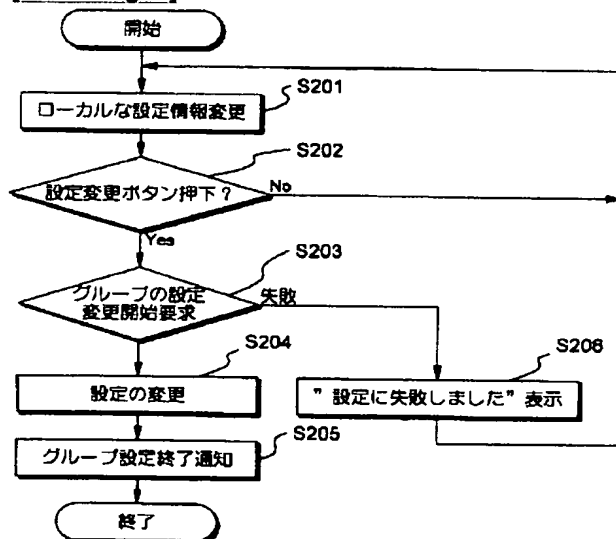 開始
S201
ローカルな設定情報変更
S202
設定変更ボタン押下?
No
Yes
S203
グループの設定
変更開始要求
失敗
S204
S206
設定の変更
"設定に失敗しました"表示
S205
グループ設定終了通知
終了